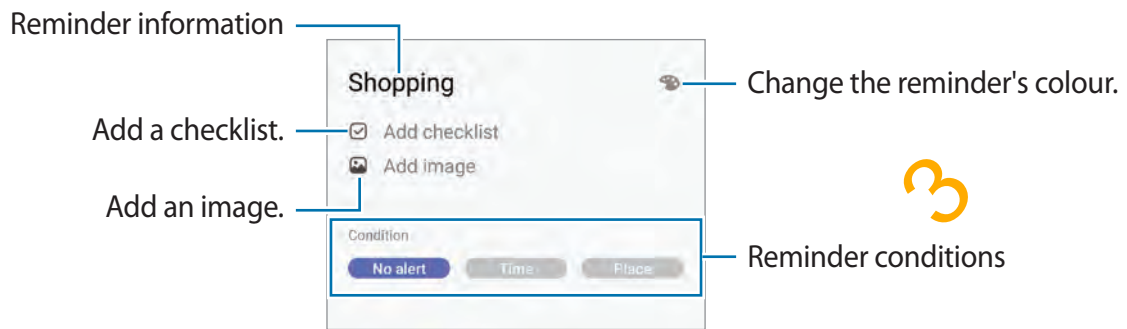 Reminder information
Shopping
Change the reminder's colour.
Add a checklist.
Add checklist
Add image
3
Add an image.
Condition
Reminder conditions
No alert Time Place